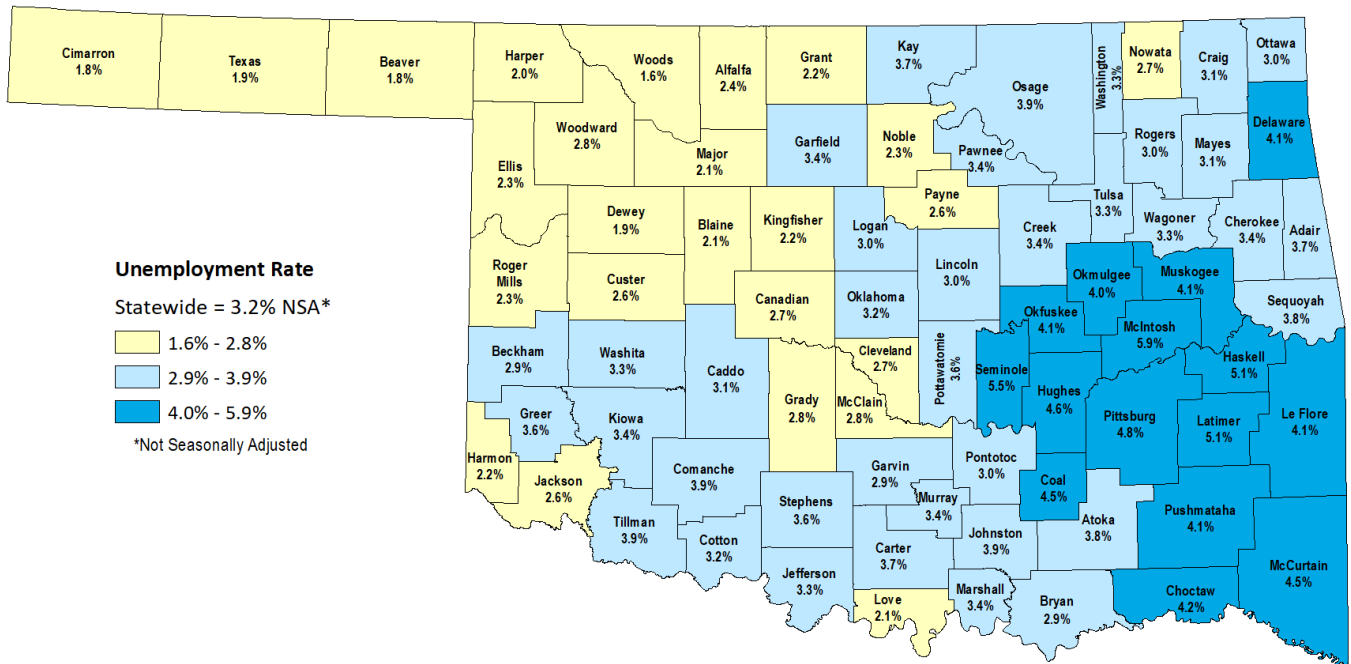 Cimarron
1.8%
Texas
1.9%
Beaver
1.8%
Harper
2.0%
Woods
1.6%
Alfalfa
2.4%
Grant
2.2%
Kay
3.7%
Osage
3.9%
Washington
3.3%
Nowata
2.7%
Craig
3.1%
Ottawa
3.0%
Delaware
4.1%
Woodward
2.8%
Ellis
2.3%
Major
2.1%
Garfield
3.4%
Noble
2.3%
Pawnee
3.4%
Rogers
3.0%
Mayes
3.1%
Payne
2.6%
Tulsa
3.3%
Dewey
1.9%
Blaine
2.1%
Kingfisher
2.2%
Logan
3.0%
Creek
3.4%
Wagoner
3.3%
Cherokee
3.4%
Adair
3.7%
Roger
Mills
2.3%
Custer
2.6%
Canadian
2.7%
Oklahoma
3.2%
Lincoln
3.0%
Okmulgee
4.0%
Muskogee
4.1%
Sequoyah
3.8%
Unemployment Rate
Statewide = 3.2% NSA*
1.6% - 2.8%
2.9% - 3.9%
4.0% - 5.9%
*Not Seasonally Adjusted
Okfuskee
4.1%
McIntosh
5.9%
Beckham
2.9%
Washita
3.3%
Caddo
3.1%
Cleveland
2.7%
Pottawatomie
3.6%
Seminole
5.5%
Haskell
5.1%
Hughes
4.6%
Grady
2.8%
McClain
2.8%
Pittsburg
4.8%
Latimer
5.1%
Le Flore
4.1%
Greer
3.6%
Kiowa
3.4%
Harmon
2.2%
Jackson
2.6%
Comanche
3.9%
Garvin
2.9%
Pontotoc
3.0%
Coal
4.5%
Stephens
3.6%
Murray
3.4%
Pushmataha
4.1%
Tillman
3.9%
Cotton
3.2%
Carter
3.7%
Johnston
3.9%
Atoka
3.8%
McCurtain
4.5%
Jefferson
3.3%
Love
2.1%
Marshall
3.4%
Bryan
2.9%
Choctaw
4.2%